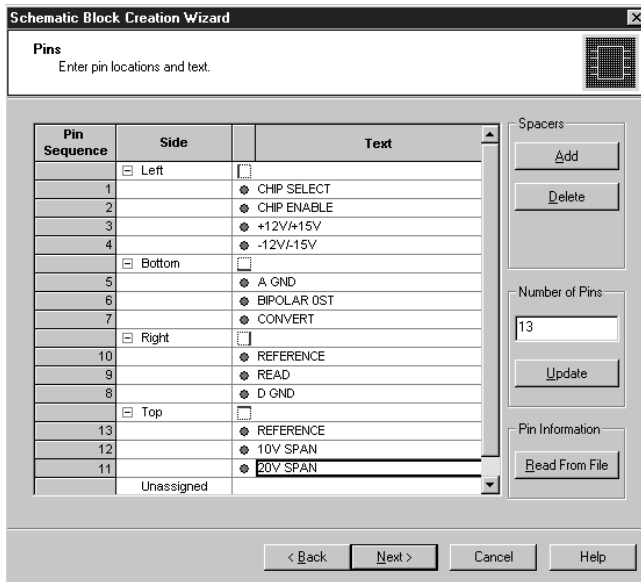 Schematic Block Creation Wizard
Pins
Enter pin locations and text.
Pin Sequence Side Text
Left
1 CHIP SELECT
2 CHIP ENABLE
3 +12V/+15V
4 -12V/-15V
Bottom
5 A GND
6 BIPOLAR 0ST
7 CONVERT
Right
10 REFERENCE
9 READ
8 D GND
Top
13 REFERENCE
12 10V SPAN
11 20V SPAN
Unassigned
Spacers
Add
Delete
Number of Pins
13
Update
Pin Information
Read From File
< Back Next > Cancel Help